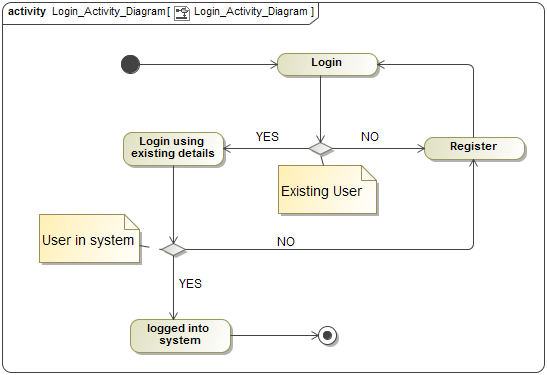 activity Login_Activity_Diagram[ Login_Activity_Diagram ]
Login
YES
NO
Login using
existing details
Register
Existing User
User in system
NO
YES
logged into
system